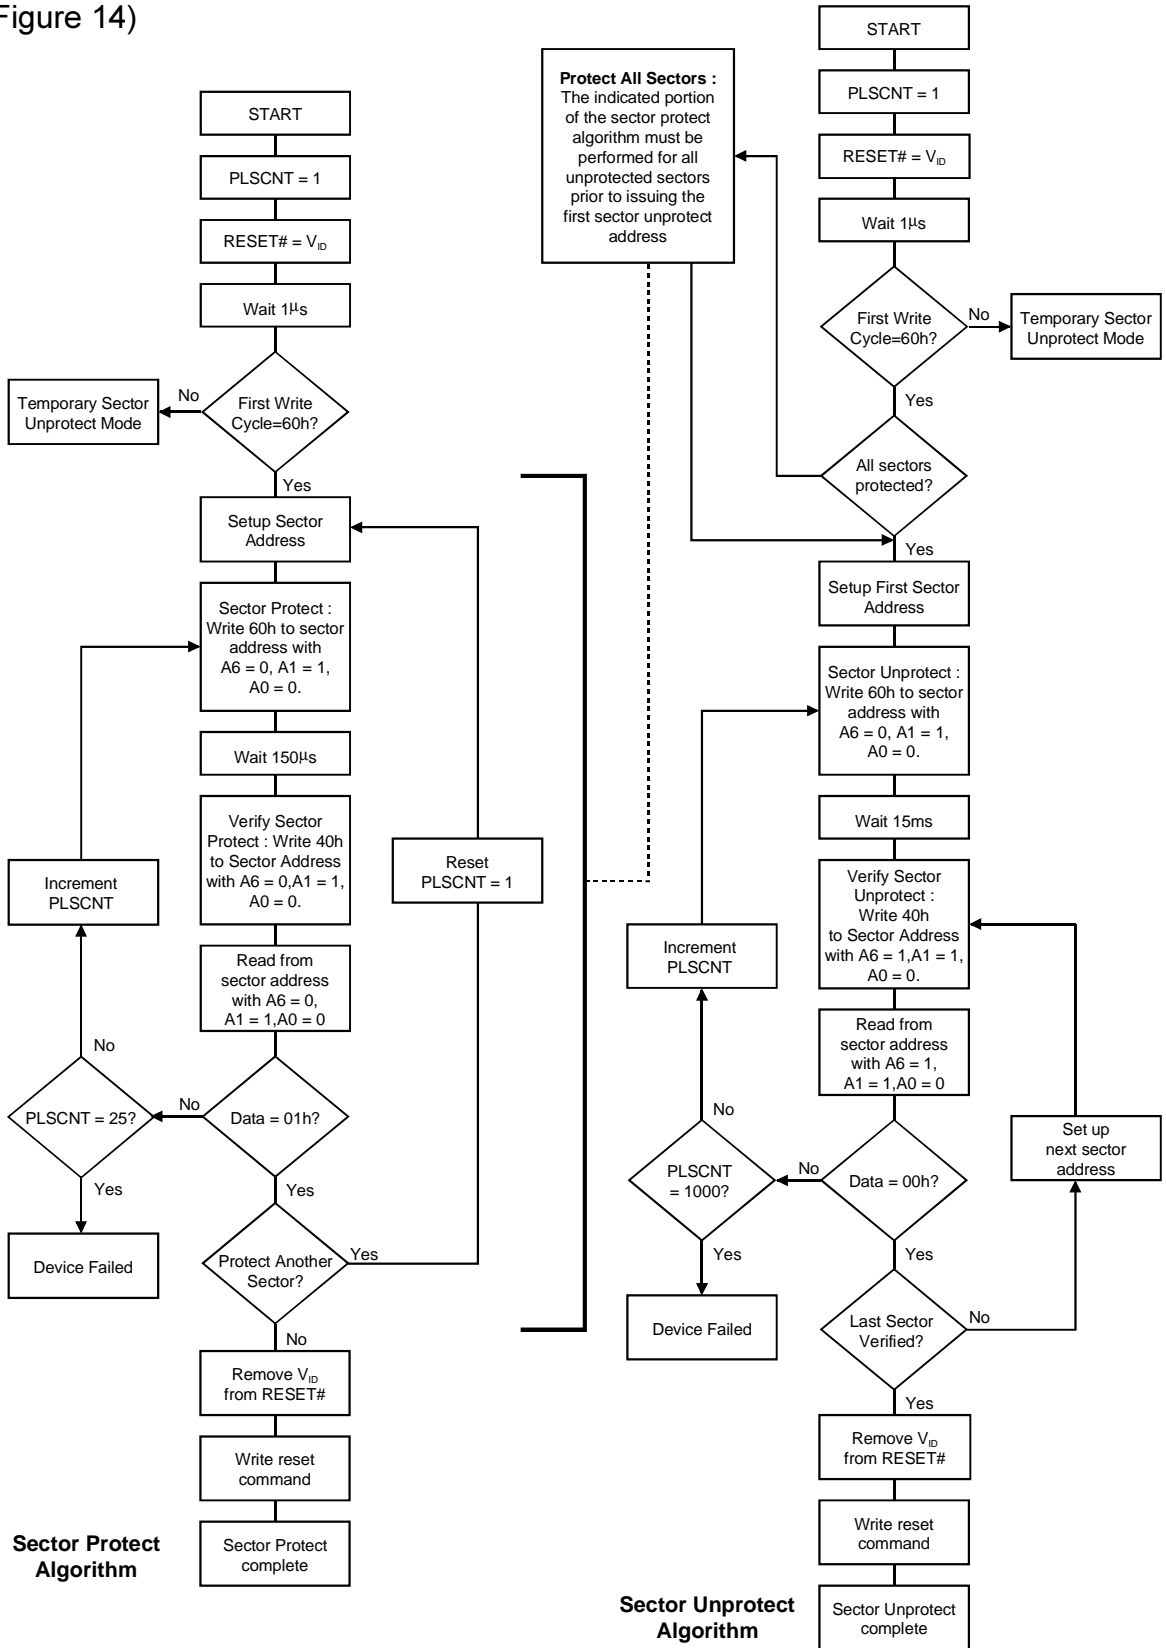 Figure 14)
START
PLSCNT = 1
RESET# = VID
Wait 1μs
First Write
Cycle=60h?
No
Temporary Sector
Unprotect Mode
Yes
Setup Sector
Address
Sector Protect :
Write 60h to sector
address with
A6 = 0, A1 = 1,
A0 = 0.
Wait 150μs
Verify Sector
Protect : Write 40h
to Sector Address
with A6 = 0,A1 = 1,
A0 = 0.
Increment
PLSCNT
Reset
PLSCNT = 1
Read from
sector address
with A6 = 0,
A1 = 1,A0 = 0
No
PLSCNT = 25?
No
Data = 01h?
Yes
Yes
Device Failed
Protect Another
Sector?
Yes
No
Remove VID
from RESET#
Write reset
command
Sector Protect
complete
Sector Protect
Algorithm
Protect All Sectors :
The indicated portion
of the sector protect
algorithm must be
performed for all
unprotected sectors
prior to issuing the
first sector unprotect
address
START
PLSCNT = 1
RESET# = VID
Wait 1μs
First Write
Cycle=60h?
No
Temporary Sector
Unprotect Mode
Yes
All sectors
protected?
Yes
Setup First Sector
Address
Sector Unprotect :
Write 60h to sector
address with
A6 = 0, A1 = 1,
A0 = 0.
Wait 15ms
Verify Sector
Unprotect :
Write 40h
to Sector Address
with A6 = 1,A1 = 1,
A0 = 0.
Increment
PLSCNT
Read from
sector address
with A6 = 1,
A1 = 1,A0 = 0
No
Set up
next sector
address
PLSCNT
= 1000?
No
Data = 00h?
Yes
Yes
Device Failed
Last Sector
Verified?
No
Yes
Remove VID
from RESET#
Write reset
command
Sector Unprotect
complete
Sector Unprotect
Algorithm